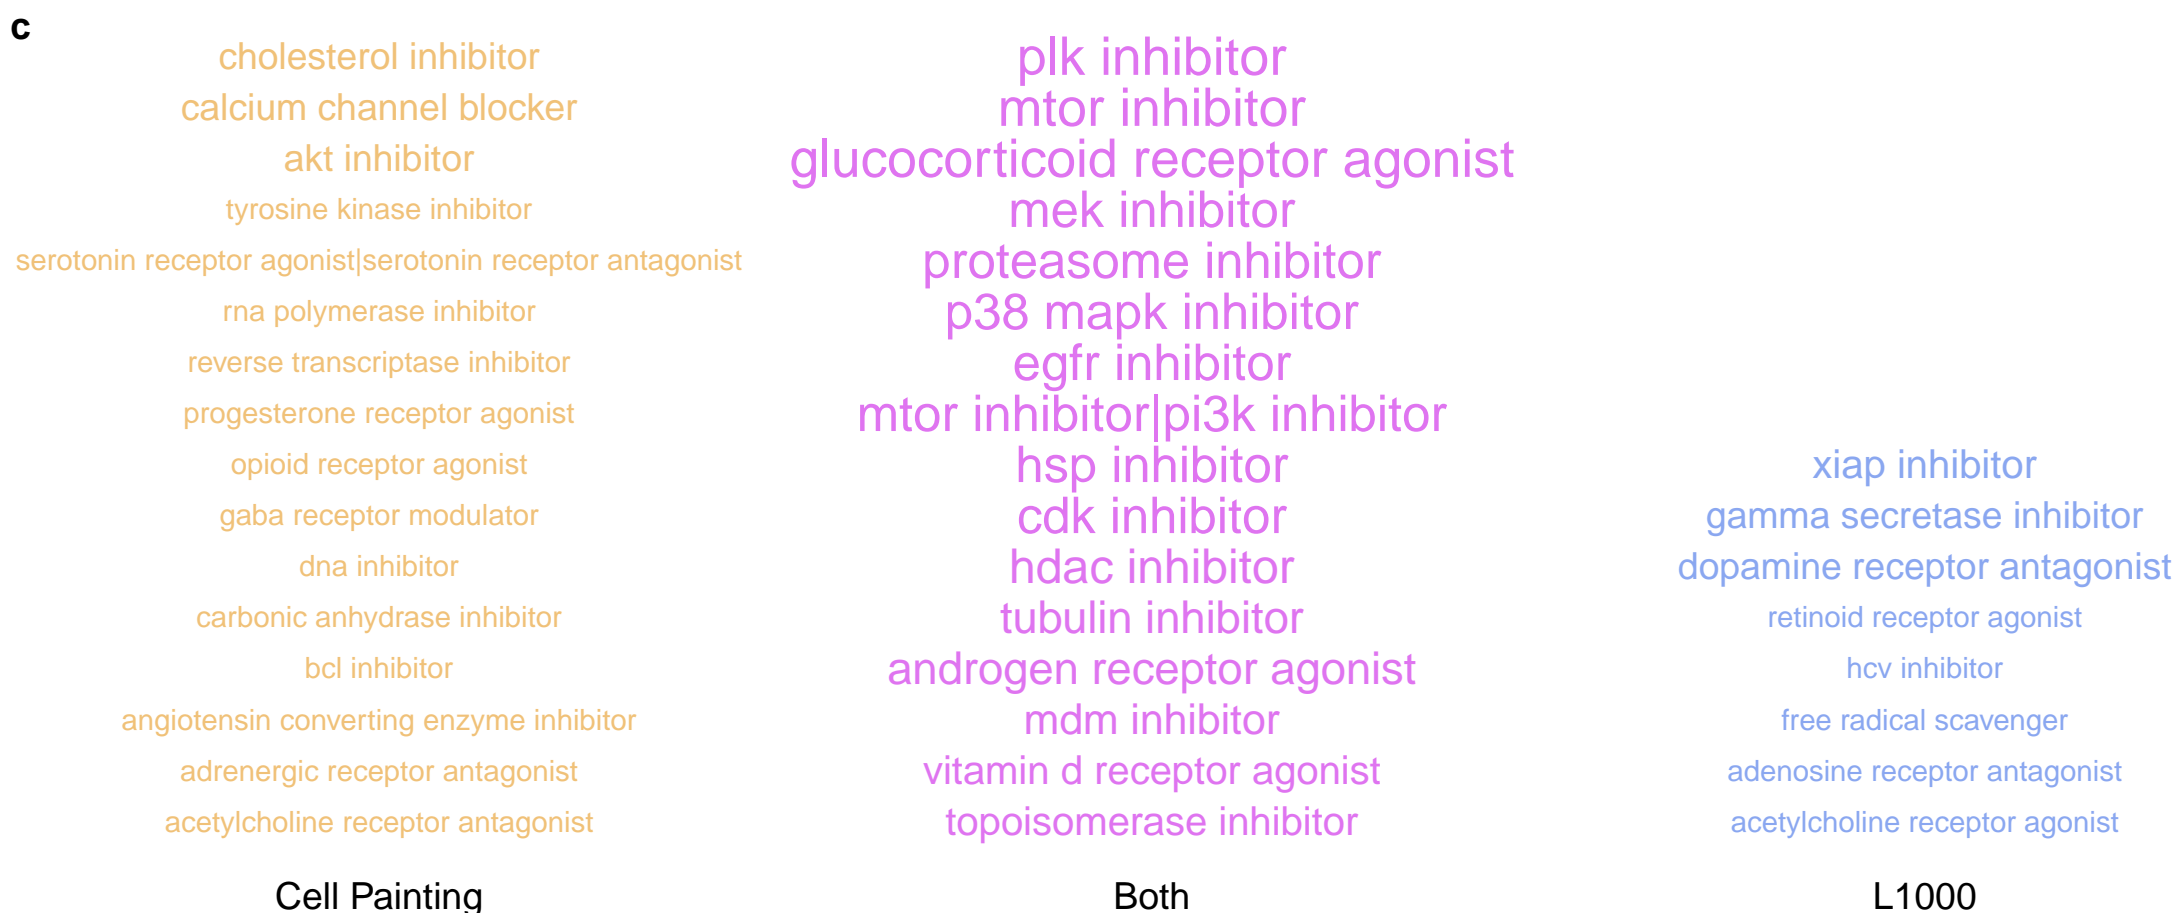 c
cholesterol inhibitor
calcium channel blocker
akt inhibitor
tyrosine kinase inhibitor
serotonin receptor agonist|serotonin receptor antagonist
rna polymerase inhibitor
reverse transcriptase inhibitor
progesterone receptor agonist
opioid receptor agonist
gaba receptor modulator
dna inhibitor
carbonic anhydrase inhibitor
bcl inhibitor
angiotensin converting enzyme inhibitor
adrenergic receptor antagonist
acetylcholine receptor antagonist
Cell Painting
plk inhibitor
mtor inhibitor
glucocorticoid receptor agonist
mek inhibitor
proteasome inhibitor
p38 mapk inhibitor
egfr inhibitor
mtor inhibitor|pi3k inhibitor
hsp inhibitor
cdk inhibitor
hdac inhibitor
tubulin inhibitor
androgen receptor agonist
mdm inhibitor
vitamin d receptor agonist
topoisomerase inhibitor
Both
xiap inhibitor
gamma secretase inhibitor
dopamine receptor antagonist
retinoid receptor agonist
hcv inhibitor
free radical scavenger
adenosine receptor antagonist
acetylcholine receptor agonist
L1000